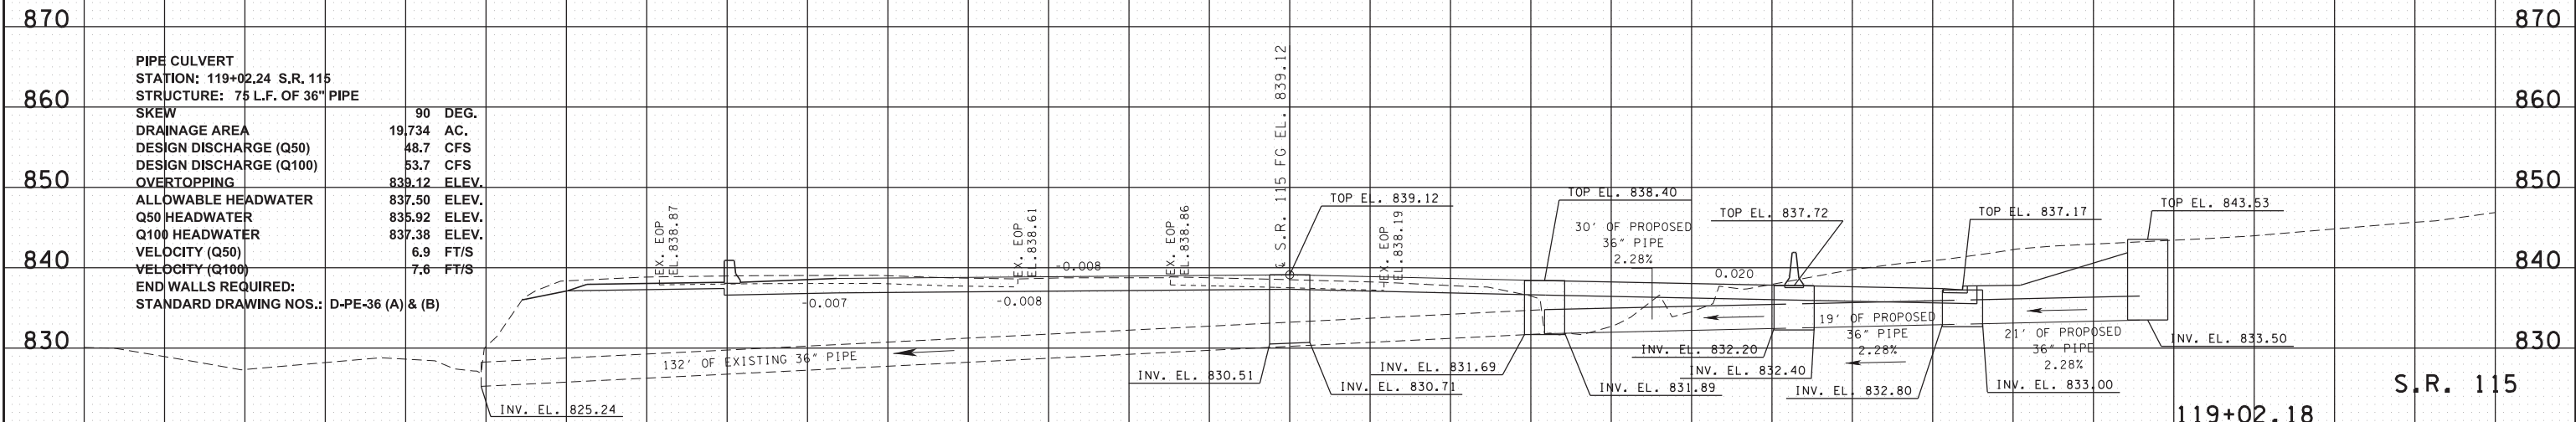 870
870
860
860
850
850
840
840
830
830
PIPE CULVERT
STATION: 119+02.24 S.R. 115
STRUCTURE: 75 L.F. OF 36" PIPE
SKEW 90 DEG.
DRAINAGE AREA 19.734 AC.
DESIGN DISCHARGE (Q50) 48.7 CFS
DESIGN DISCHARGE (Q100) 53.7 CFS
OVERTOPPING 839.12 ELEV.
ALLOWABLE HEADWATER 837.50 ELEV.
Q50 HEADWATER 835.92 ELEV.
Q100 HEADWATER 837.38 ELEV.
VELOCITY (Q50) 6.9 FT/S
VELOCITY (Q100) 7.6 FT/S
END WALLS REQUIRED:
STANDARD DRAWING NOS.: D-PE-36 (A) & (B)
EX. EOP
EL.838.87
EX. EOP
EL.838.61
EX. EOP
EL.838.86
℄ S.R. 115 FG EL. 839.12
EX. EOP
EL.838.19
TOP EL. 839.12
TOP EL. 838.40
30' OF PROPOSED
36" PIPE
2.28%
TOP EL. 837.72
TOP EL. 837.17
TOP EL. 843.53
-0.008
-0.007
-0.008
0.020
132' OF EXISTING 36" PIPE
19' OF PROPOSED
36" PIPE
2.28%
21' OF PROPOSED
36" PIPE
2.28%
INV. EL. 825.24
INV. EL. 830.51
INV. EL. 830.71
INV. EL. 831.69
INV. EL. 831.89
INV. EL. 832.20
INV. EL. 832.40
INV. EL. 832.80
INV. EL. 833.00
INV. EL. 833.50
S.R. 115
119+02.18